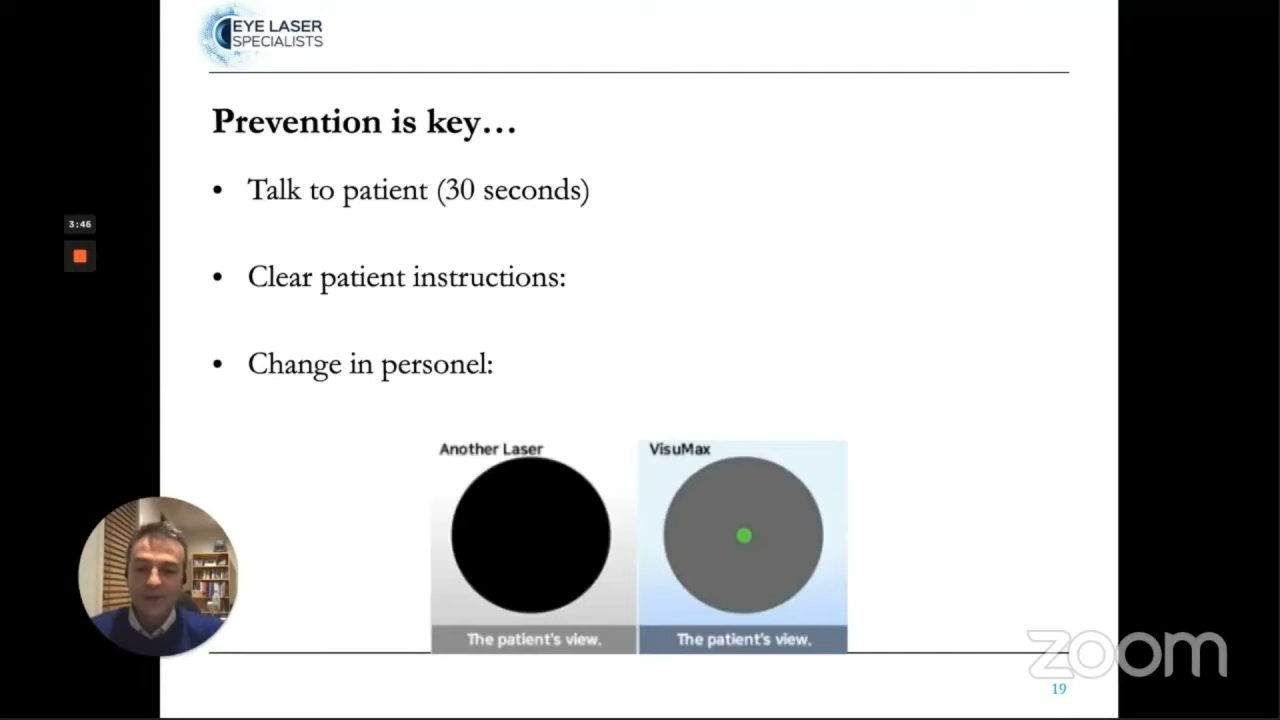 EYE LASER
SPECIALISTS
Prevention is key…
• Talk to patient (30 seconds)
3:46
• Clear patient instructions:
• Change in personel:
Another Laser
VisuMax
The patient's view.
The patient's view.
zoom
19